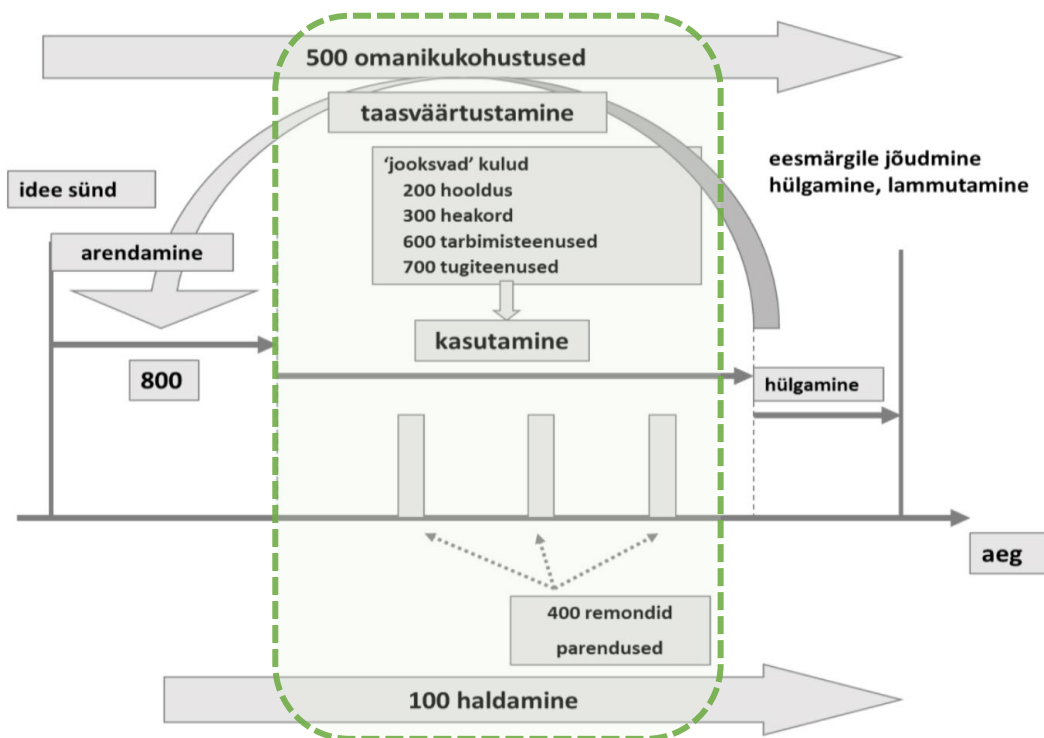 500 omanikukohustused
taasväärtustamine
'jooksvad' kulud
200 hooldus
300 heakord
600 tarbimisteenused
700 tugiteenused
eesmärgile jõudmine
hülgamine, lammutamine
idee sünd
arendamine
kasutamine
800
hülgamine
aeg
400 remondid
parendused
100 haldamine